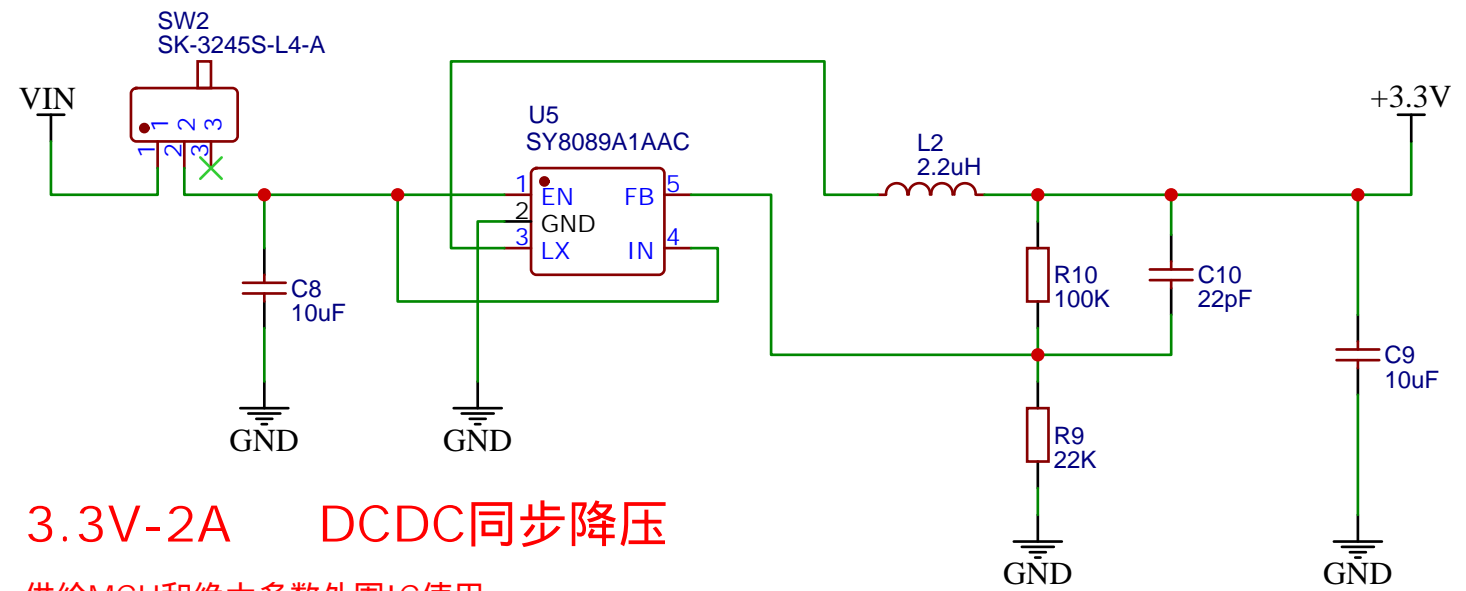 SW2
SK-3245S-L4-A
VIN
1 2 3
1 2 3
U5
SY8089A1AAC
1 EN FB 5
2 GND
3 LX IN 4
L2
2.2uH
+3.3V
C8
10uF
R10
100K
C10
22pF
C9
10uF
R9
22K
GND
GND
GND
GND
3.3V-2A DCDC同步降压